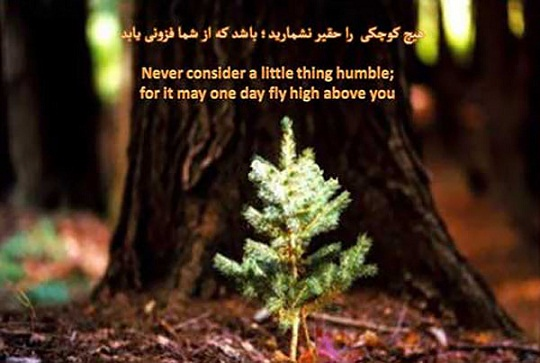 هیچ کوچکی را حقیر نشمارید ؛ باشد که از شما فزونی یابد
Never consider a little thing humble;
for it may one day fly high above you